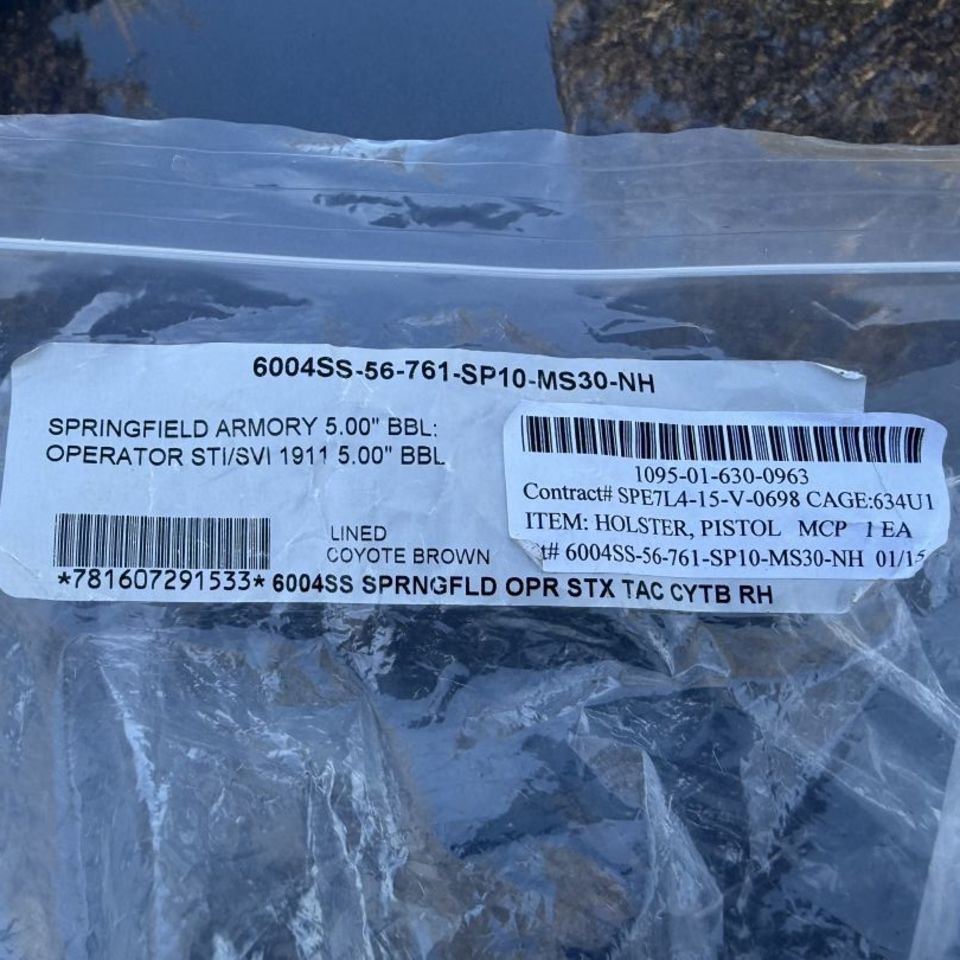 6004SS-56-761-SP10-MS30-NH
SPRINGFIELD ARMORY 5.00" BBL:
OPERATOR STI/SVI 1911 5.00" BBL
LINED
COYOTE BROWN
*781607291533* 6004SS SPRNGFLD OPR STX TAC CYTB RH
1095-01-630-0963
Contract# SPE7L4-15-V-0698 CAGE:634U1
ITEM: HOLSTER, PISTOL MCP 1 EA
t# 6004SS-56-761-SP10-MS30-NH 01/15